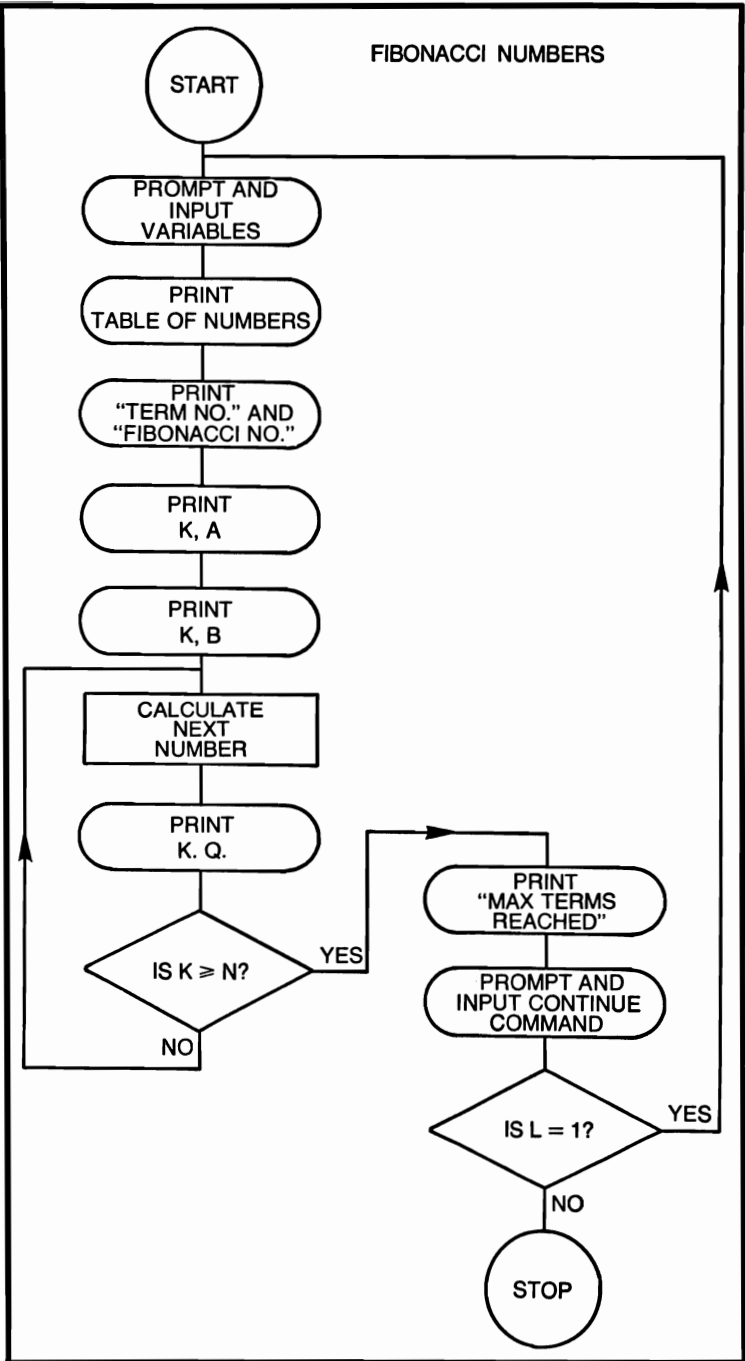 FIBONACCI NUMBERS
START
PROMPT AND
INPUT
VARIABLES
PRINT
TABLE OF NUMBERS
PRINT
“TERM NO.” AND
“FIBONACCI NO.”
PRINT
K, A
PRINT
K, B
CALCULATE
NEXT
NUMBER
PRINT
K. Q.
IS K ⩾ N?
YES
NO
PRINT
“MAX TERMS
REACHED”
PROMPT AND
INPUT CONTINUE
COMMAND
IS L = 1?
YES
NO
STOP